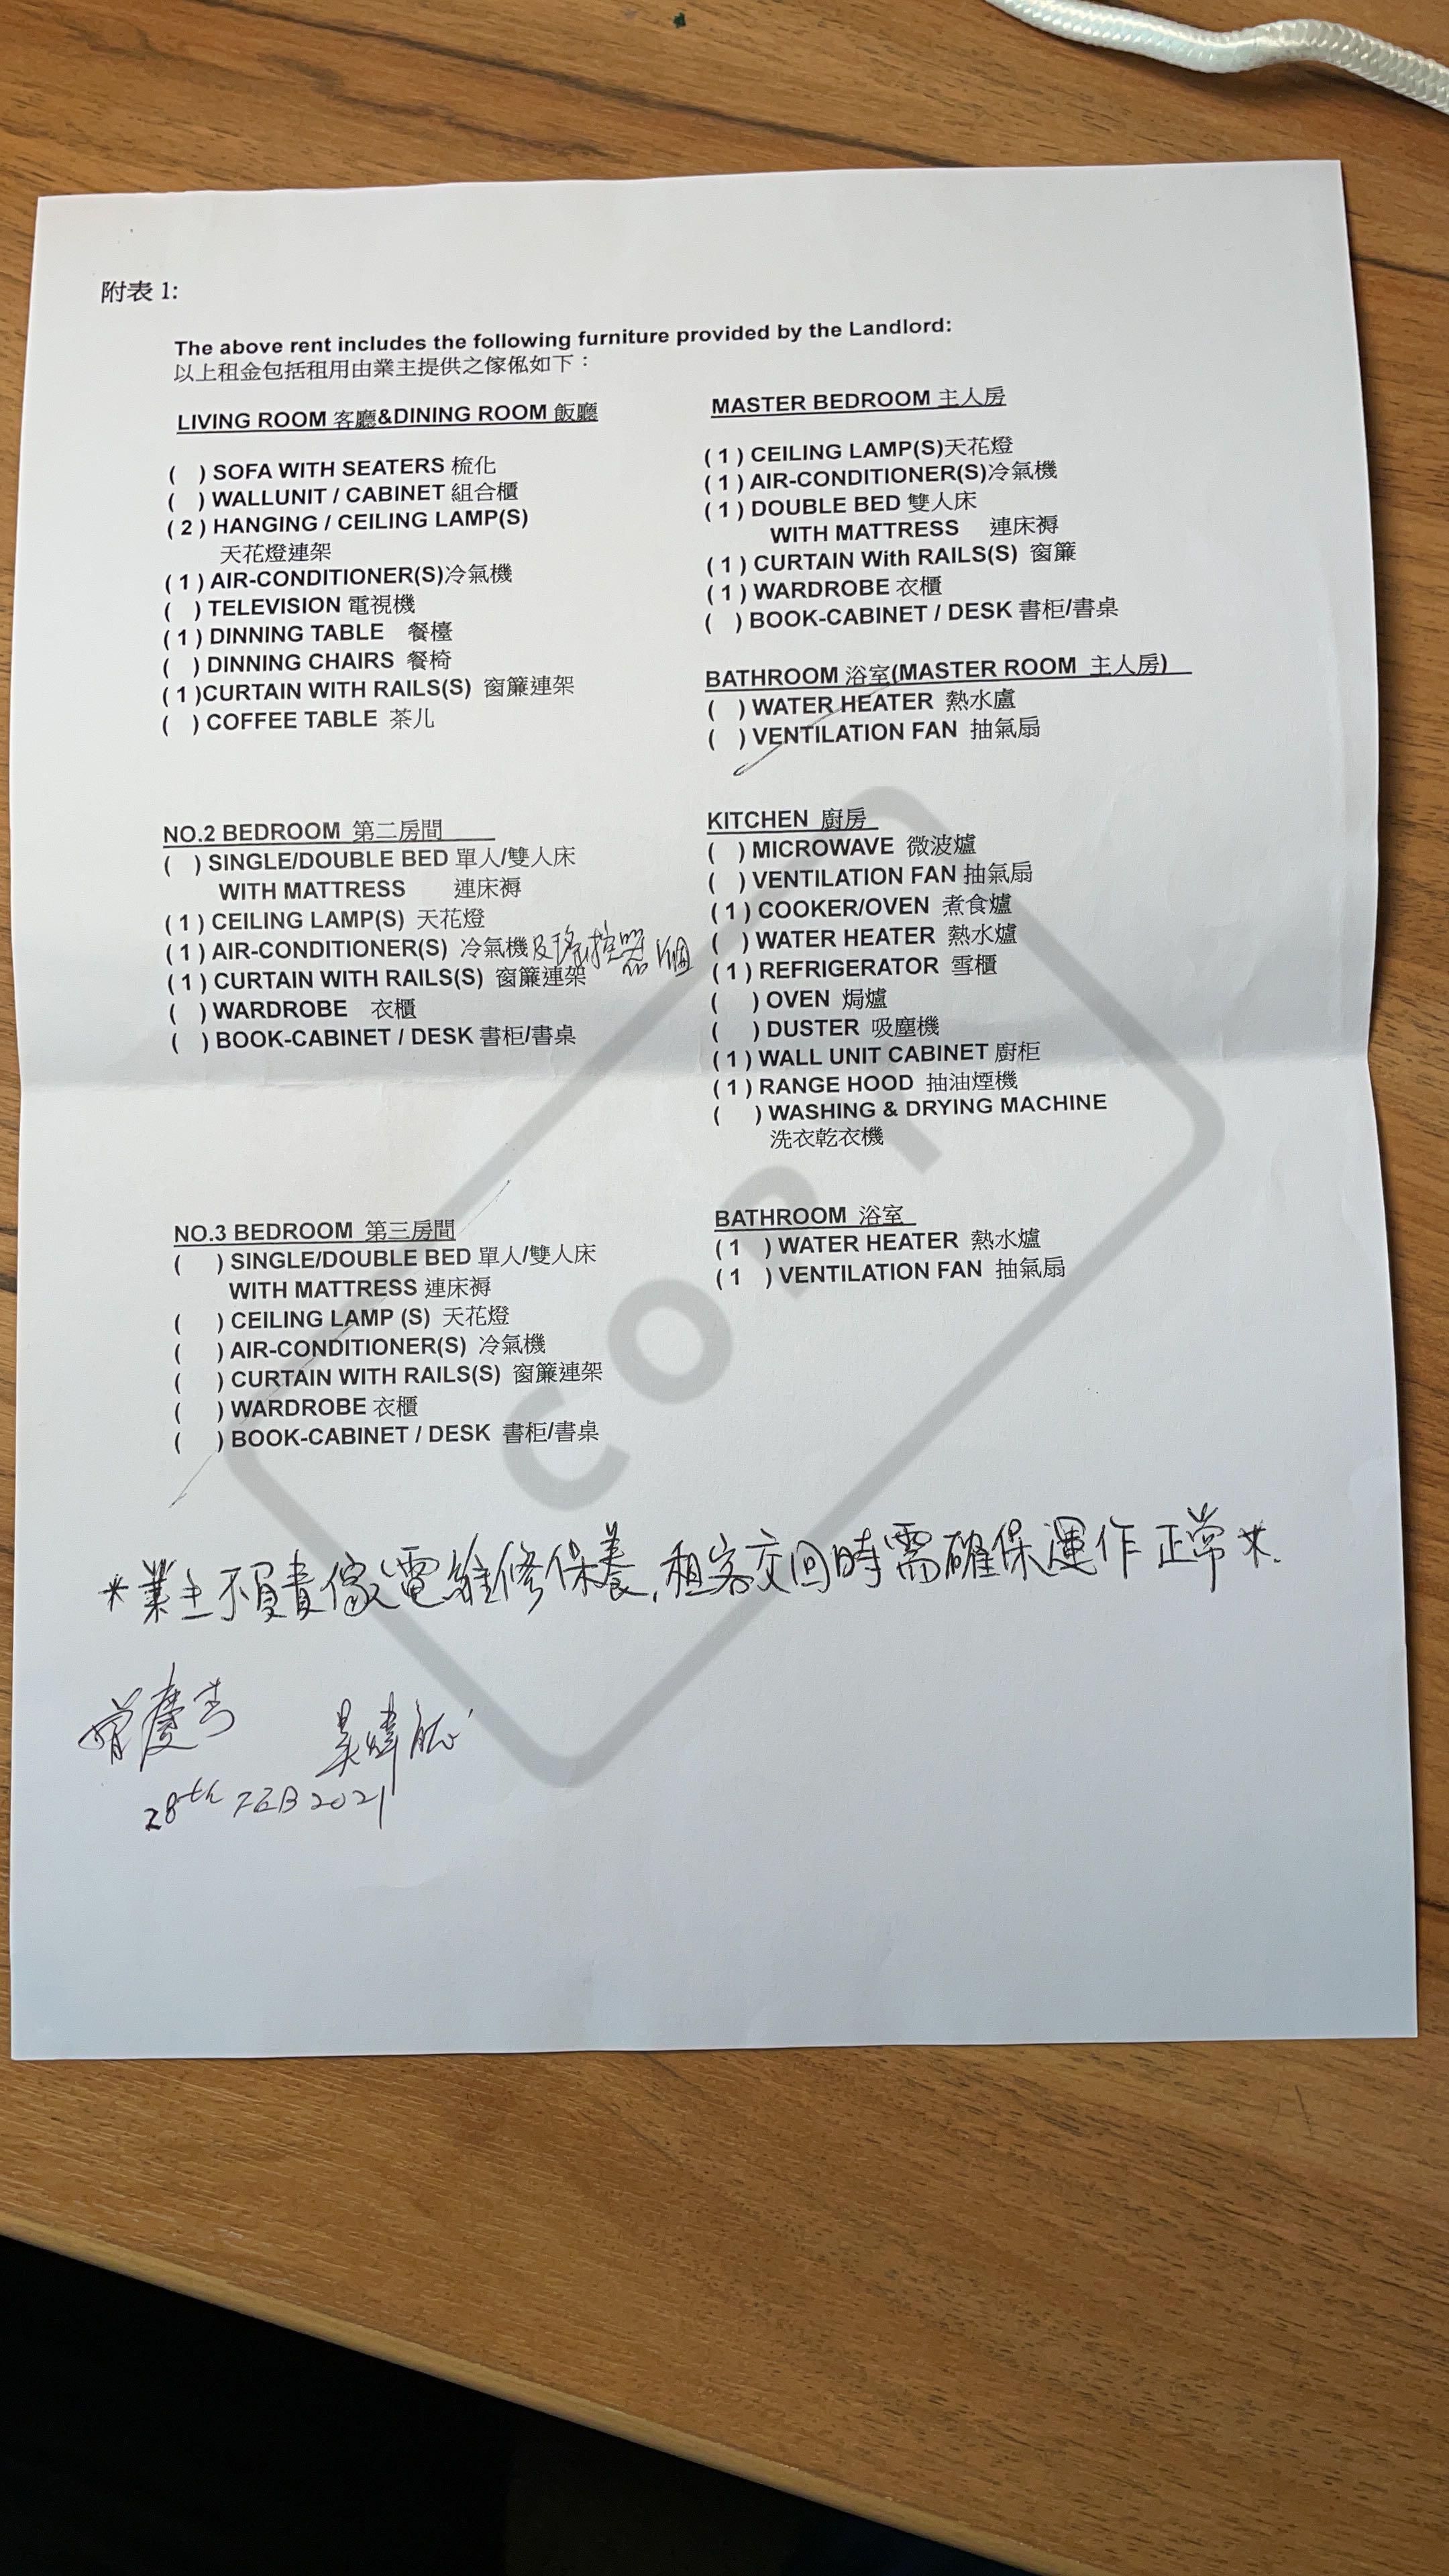 附表 1:
The above rent includes the following furniture provided by the Landlord:
以上租金包括租用由業主提供之傢俬如下：
LIVING ROOM 客廳&DINING ROOM 飯廳
( ) SOFA WITH SEATERS 梳化
( ) WALLUNIT / CABINET 組合櫃
( 2 ) HANGING / CEILING LAMP(S)
天花燈連架
( 1 ) AIR-CONDITIONER(S)冷氣機
( ) TELEVISION 電視機
( 1 ) DINNING TABLE 餐檯
( ) DINNING CHAIRS 餐椅
( 1 )CURTAIN WITH RAILS(S) 窗簾連架
( ) COFFEE TABLE 茶儿
MASTER BEDROOM 主人房
( 1 ) CEILING LAMP(S)天花燈
( 1 ) AIR-CONDITIONER(S)冷氣機
( 1 ) DOUBLE BED 雙人床
WITH MATTRESS 連床褥
( 1 ) CURTAIN With RAILS(S) 窗簾
( 1 ) WARDROBE 衣櫃
( ) BOOK-CABINET / DESK 書柜/書桌
BATHROOM 浴室(MASTER ROOM 主人房)
( ) WATER HEATER 熱水盧
( ) VENTILATION FAN 抽氣扇
NO.2 BEDROOM 第二房間
( ) SINGLE/DOUBLE BED 單人/雙人床
WITH MATTRESS 連床褥
( 1 ) CEILING LAMP(S) 天花燈
( 1 ) AIR-CONDITIONER(S) 冷氣機及搖控器1個
( 1 ) CURTAIN WITH RAILS(S) 窗簾連架
( ) WARDROBE 衣櫃
( ) BOOK-CABINET / DESK 書柜/書桌
KITCHEN 廚房
( ) MICROWAVE 微波爐
( ) VENTILATION FAN 抽氣扇
( 1 ) COOKER/OVEN 煮食爐
( ) WATER HEATER 熱水爐
( 1 ) REFRIGERATOR 雪櫃
( ) OVEN 焗爐
( ) DUSTER 吸塵機
( 1 ) WALL UNIT CABINET 廚柜
( 1 ) RANGE HOOD 抽油煙機
( ) WASHING & DRYING MACHINE
洗衣乾衣機
NO.3 BEDROOM 第三房間
( ) SINGLE/DOUBLE BED 單人/雙人床
WITH MATTRESS 連床褥
( ) CEILING LAMP (S) 天花燈
( ) AIR-CONDITIONER(S) 冷氣機
( ) CURTAIN WITH RAILS(S) 窗簾連架
( ) WARDROBE 衣櫃
( ) BOOK-CABINET / DESK 書柜/書桌
BATHROOM 浴室
( 1 ) WATER HEATER 熱水爐
( 1 ) VENTILATION FAN 抽氣扇
COPY
*業主不負責傢電維修保養,租客交回時需確保運作正常*.
28th FEB 2021